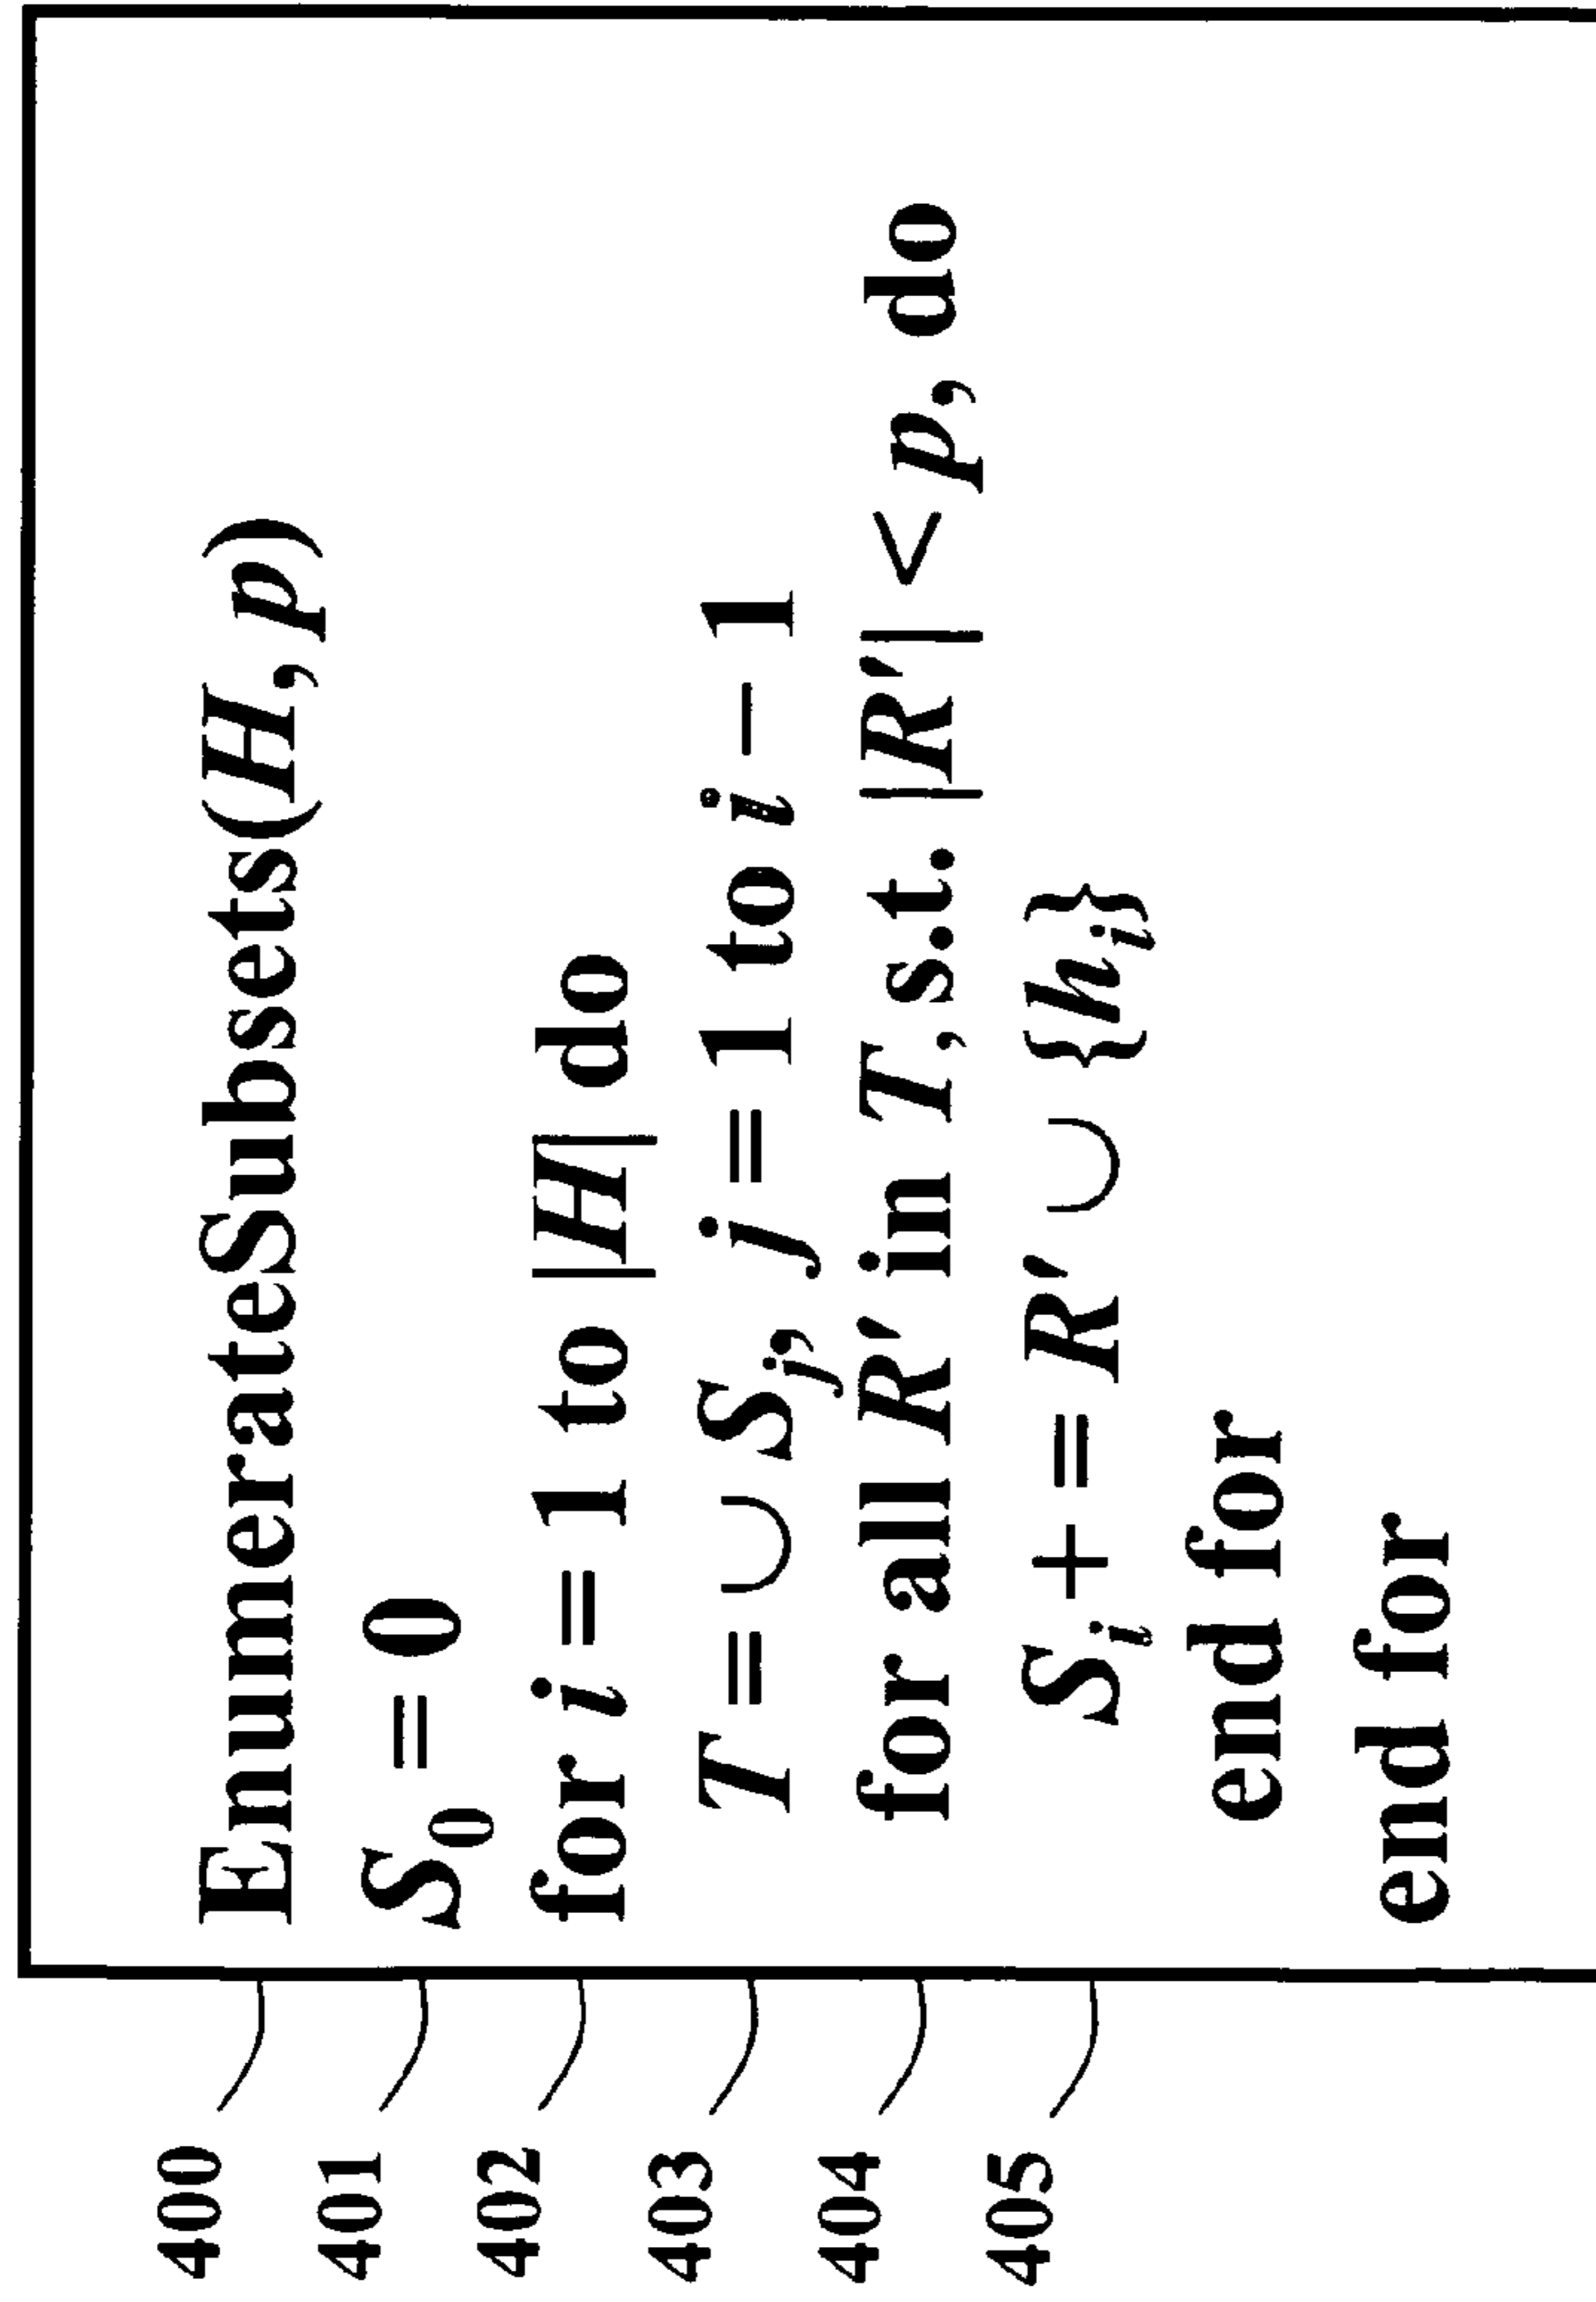 400 EnumerateSubsets(H, p)
401 S₀ = 0
402 for i = 1 to |H| do
403 T = ∪ Sⱼ, j = 1 to i − 1
404 for all R′ in T, s.t. |R′| < p, do
405 Sᵢ + = R′ ∪ {hᵢ}
end for
end for